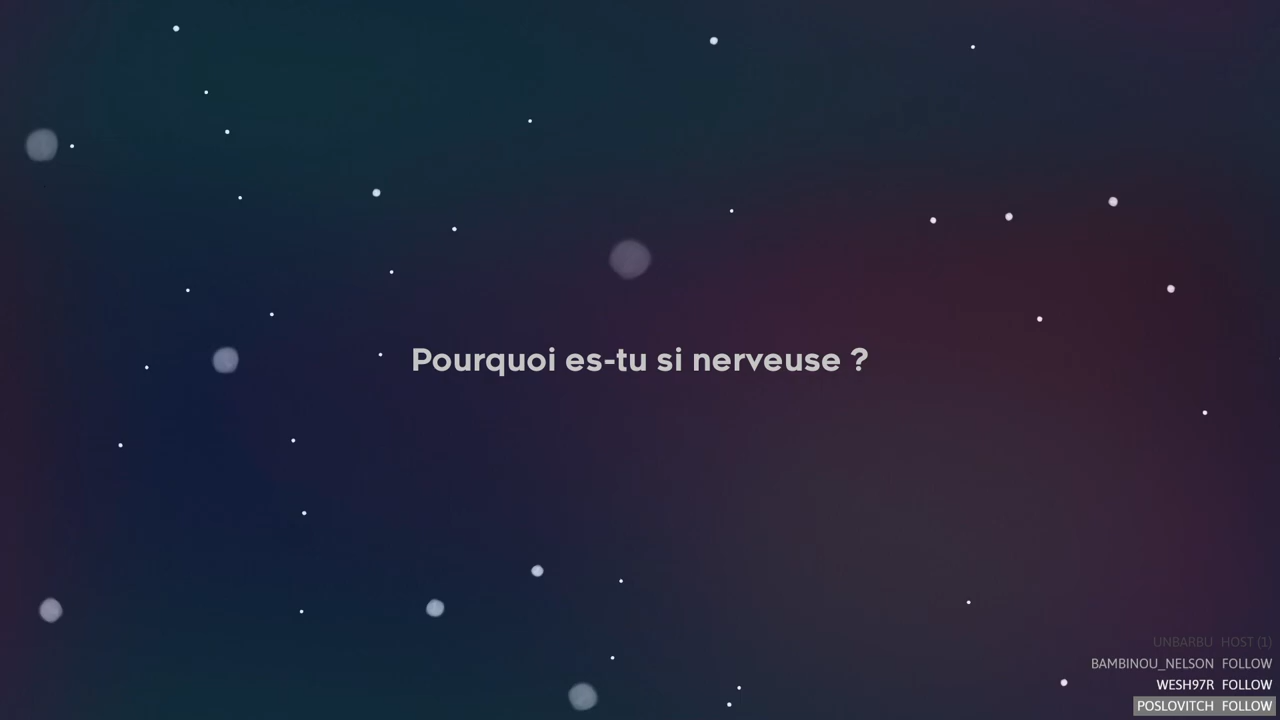 Pourquoi es-tu si nerveuse ?
UNBARBU HOST (1)
BAMBINOU_NELSON FOLLOW
WESH97R FOLLOW
POSLOVITCH FOLLOW